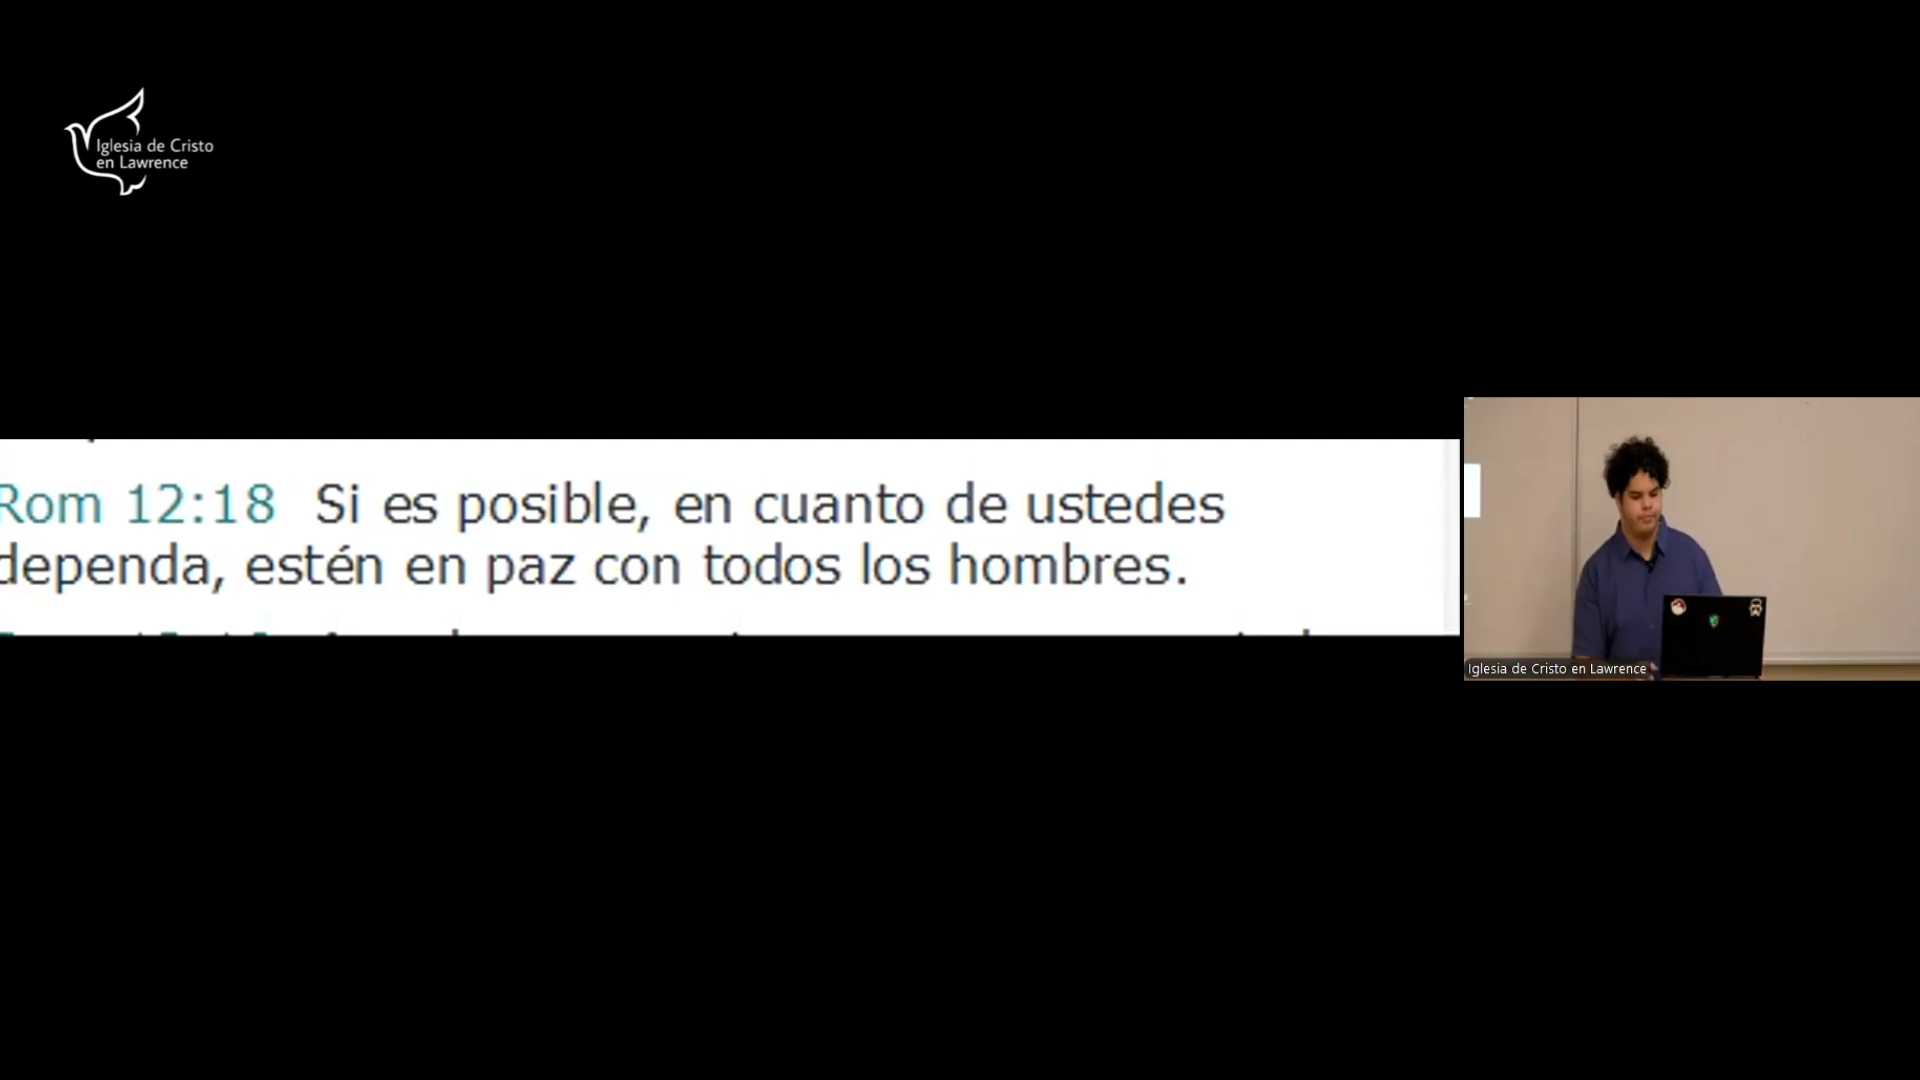 Iglesia de Cristo
en Lawrence
Rom 12:18 Si es posible, en cuanto de ustedes
dependa, estén en paz con todos los hombres.
Iglesia de Cristo en Lawrence